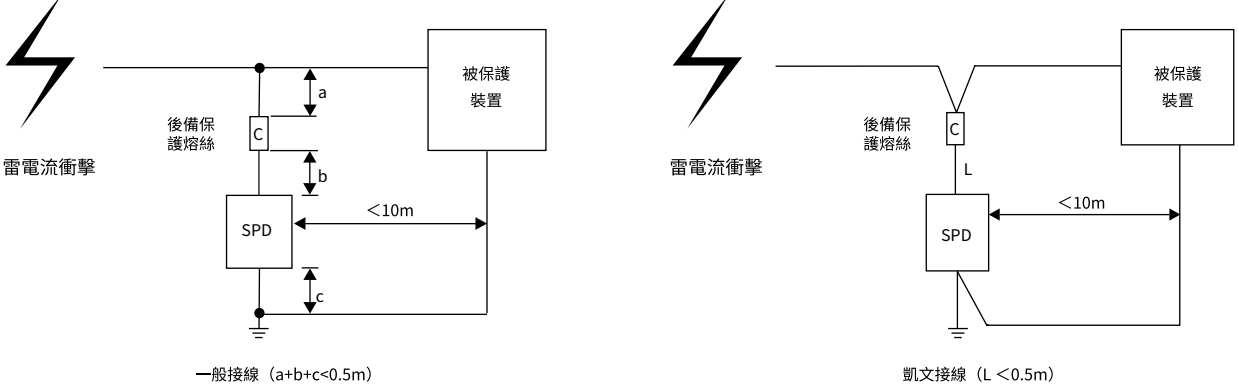 被保護
裝置
a
後備保
護熔絲
C
雷電流衝擊
b
＜10m
SPD
c
一般接線（a+b+c<0.5m）
被保護
裝置
後備保
護熔絲
C
雷電流衝擊
L
＜10m
SPD
凱文接線（L ＜0.5m）